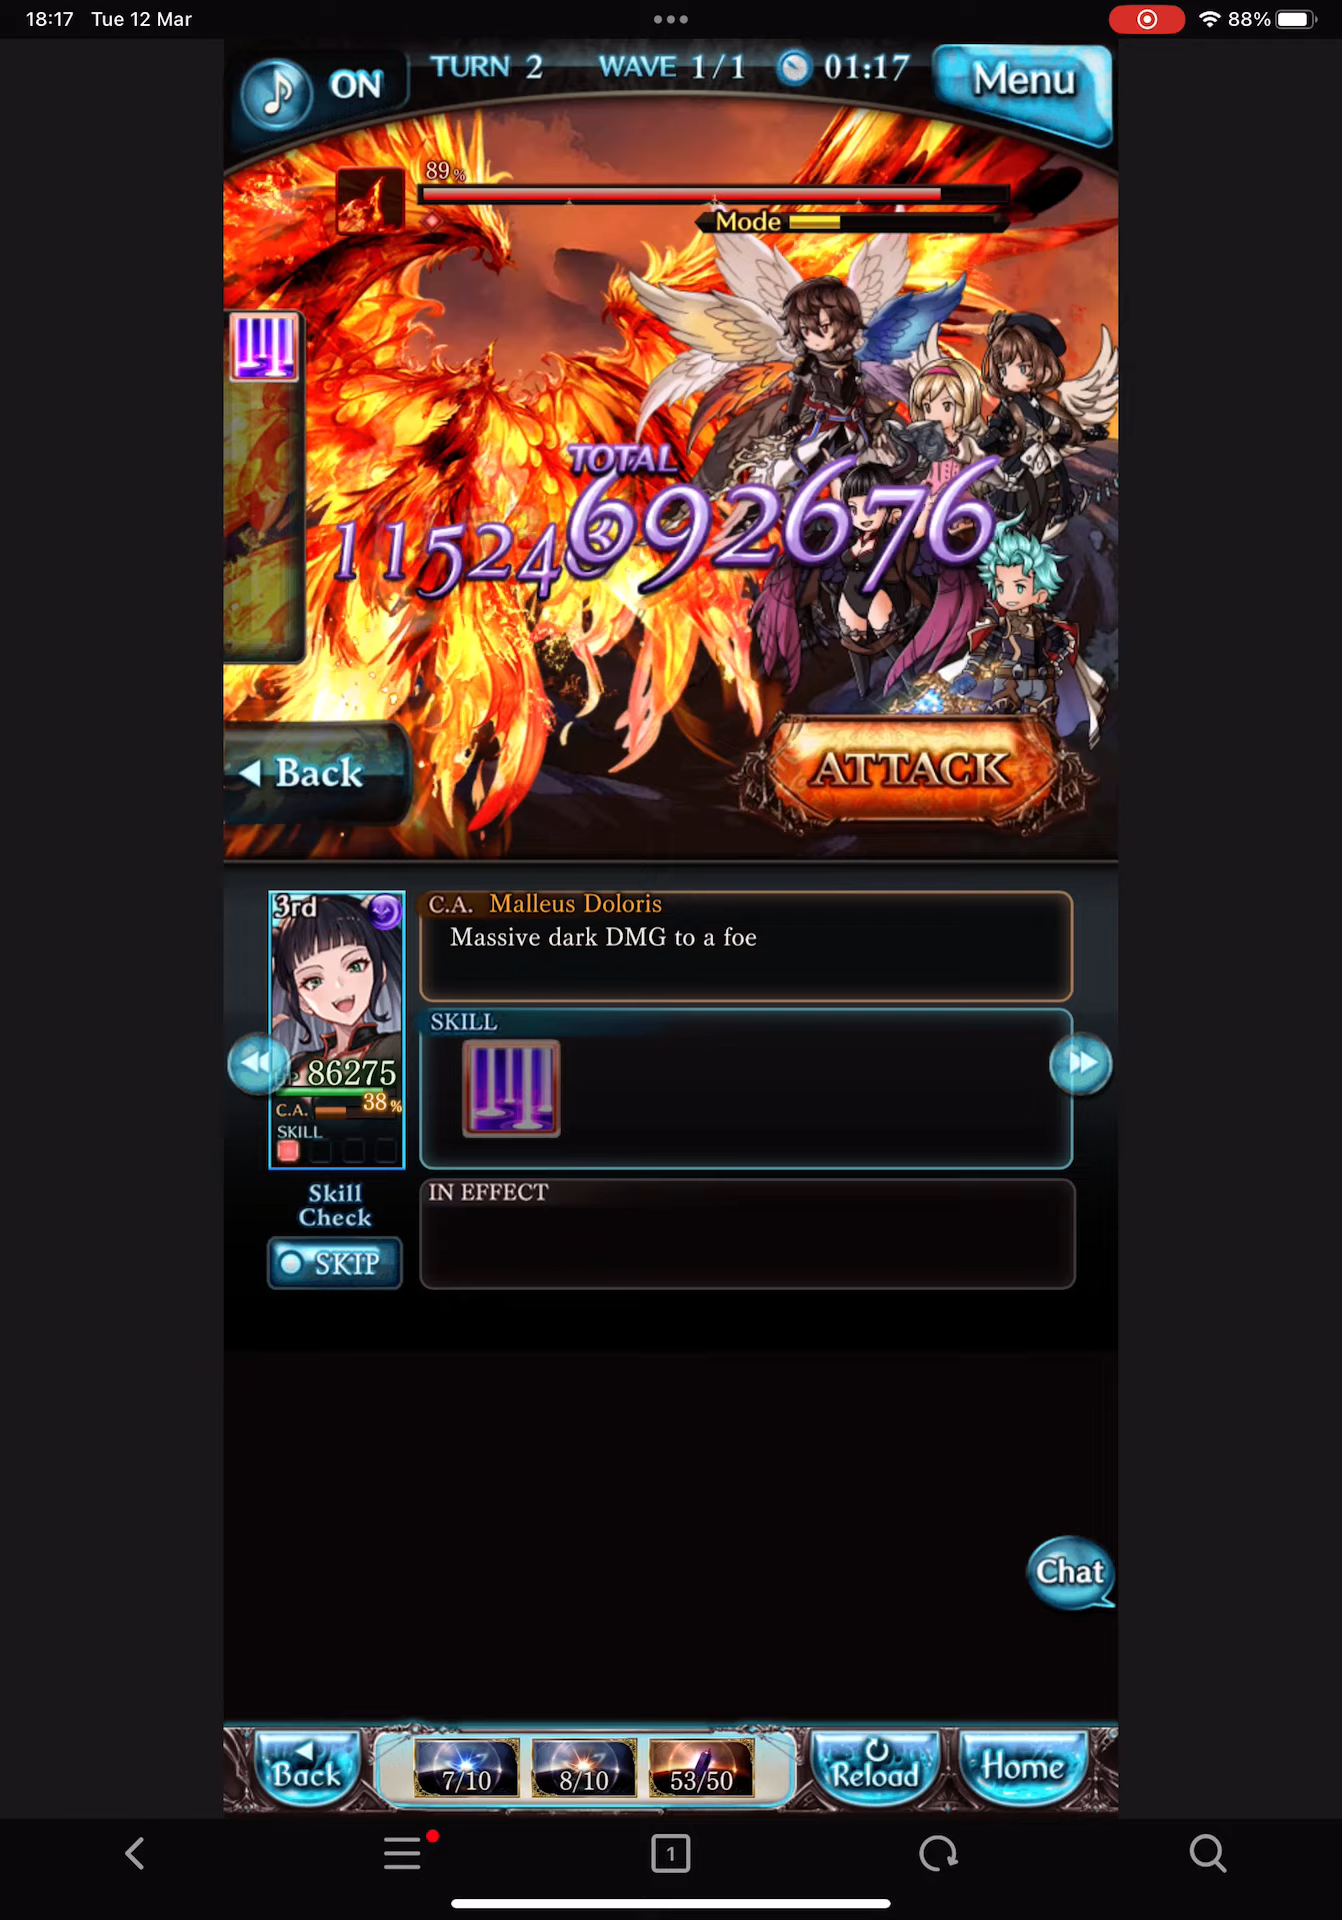 18:17 Tue 12 Mar
88%
ON
TURN 2 WAVE 1/1 01:17
Menu
89%
Mode
TOTAL
692676
Back
ATTACK
3rd
C.A. Malleus Doloris
Massive dark DMG to a foe
SKILL
HP 86275
C.A. 38%
SKILL
Skill
Check
SKIP
IN EFFECT
Chat
Back
7/10
8/10
53/50
Reload
Home
1